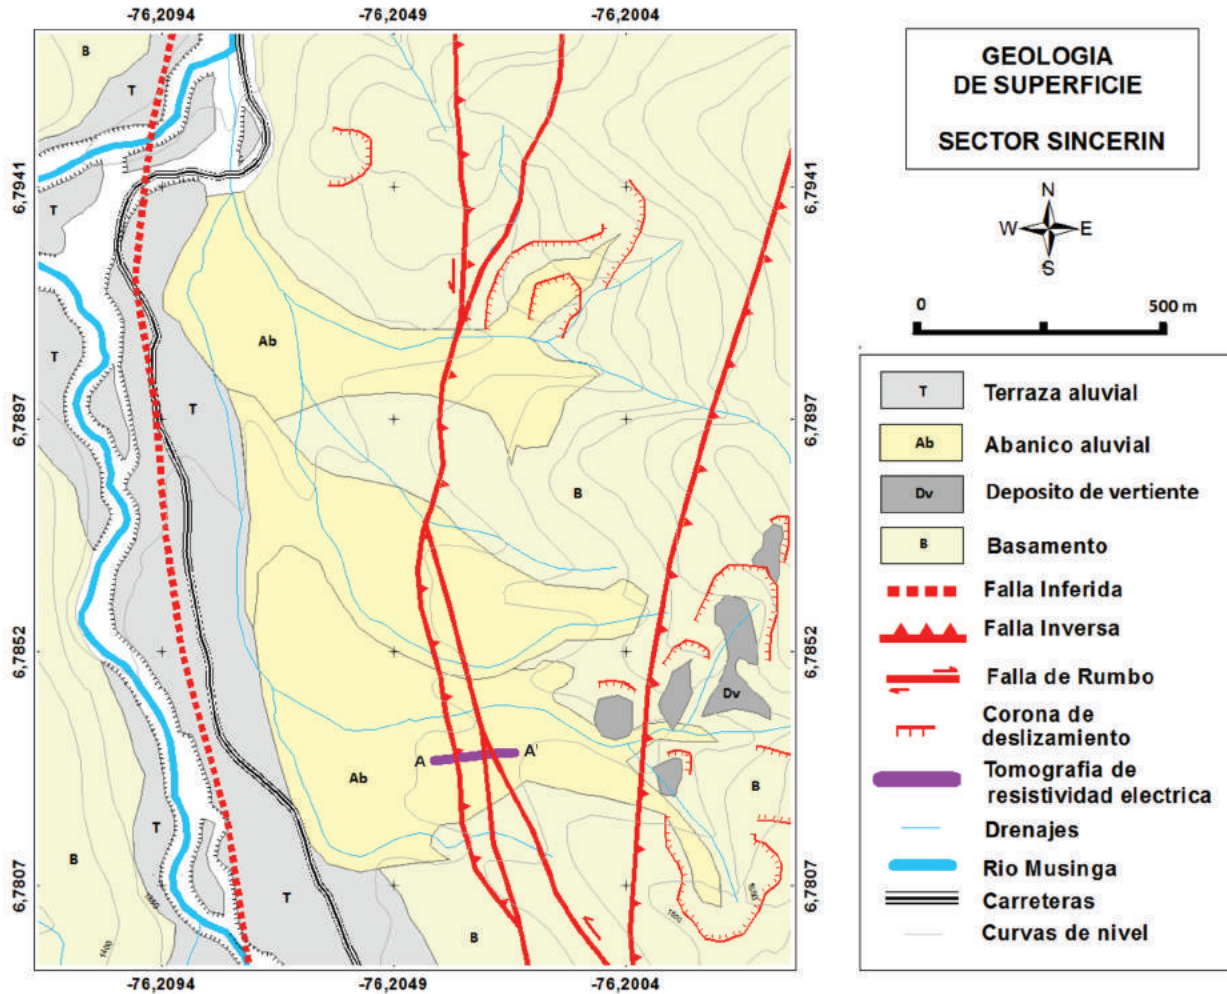 -76,2094 -76,2049 -76,2004
6,7941
6,7897
6,7852
6,7807
B
T
T
T
T
Ab
B
T
B
Ab
A A'
Dv
B
T
T
B
1400
1550
1800
6,7941
6,7897
6,7852
6,7807
-76,2094 -76,2049 -76,2004
GEOLOGIA
DE SUPERFICIE
SECTOR SINCERIN
N
W E
S
0 500 m
T Terraza aluvial
Ab Abanico aluvial
Dv Deposito de vertiente
B Basamento
Falla Inferida
Falla Inversa
Falla de Rumbo
Corona de
deslizamiento
Tomografia de
resistividad electrica
Drenajes
Rio Musinga
Carreteras
Curvas de nivel